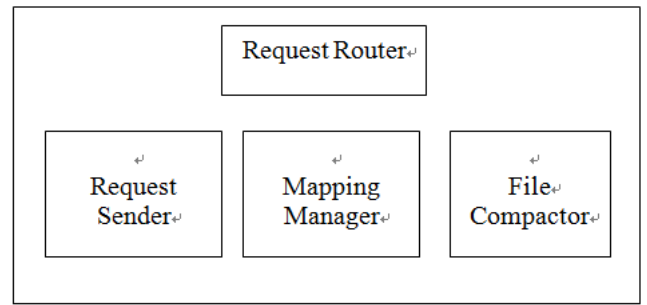 Request Router
Request
Sender
Mapping
Manager
File
Compactor